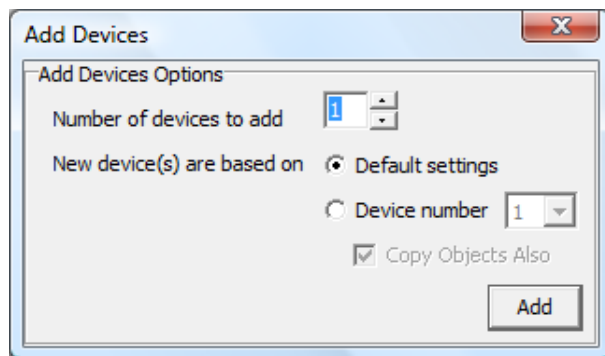 Add Devices
Add Devices Options
Number of devices to add 1
New device(s) are based on Default settings
Device number 1
Copy Objects Also
Add